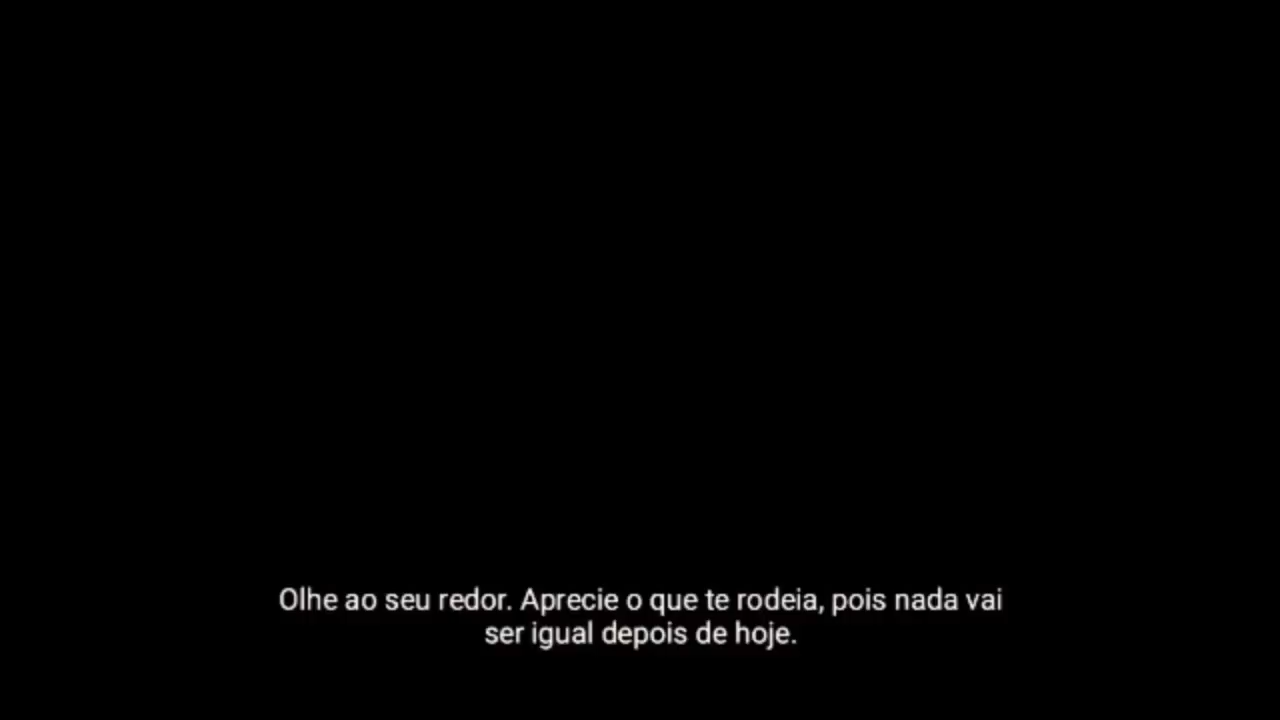 Olhe ao seu redor. Aprecie o que te rodeia, pois nada vai
ser igual depois de hoje.